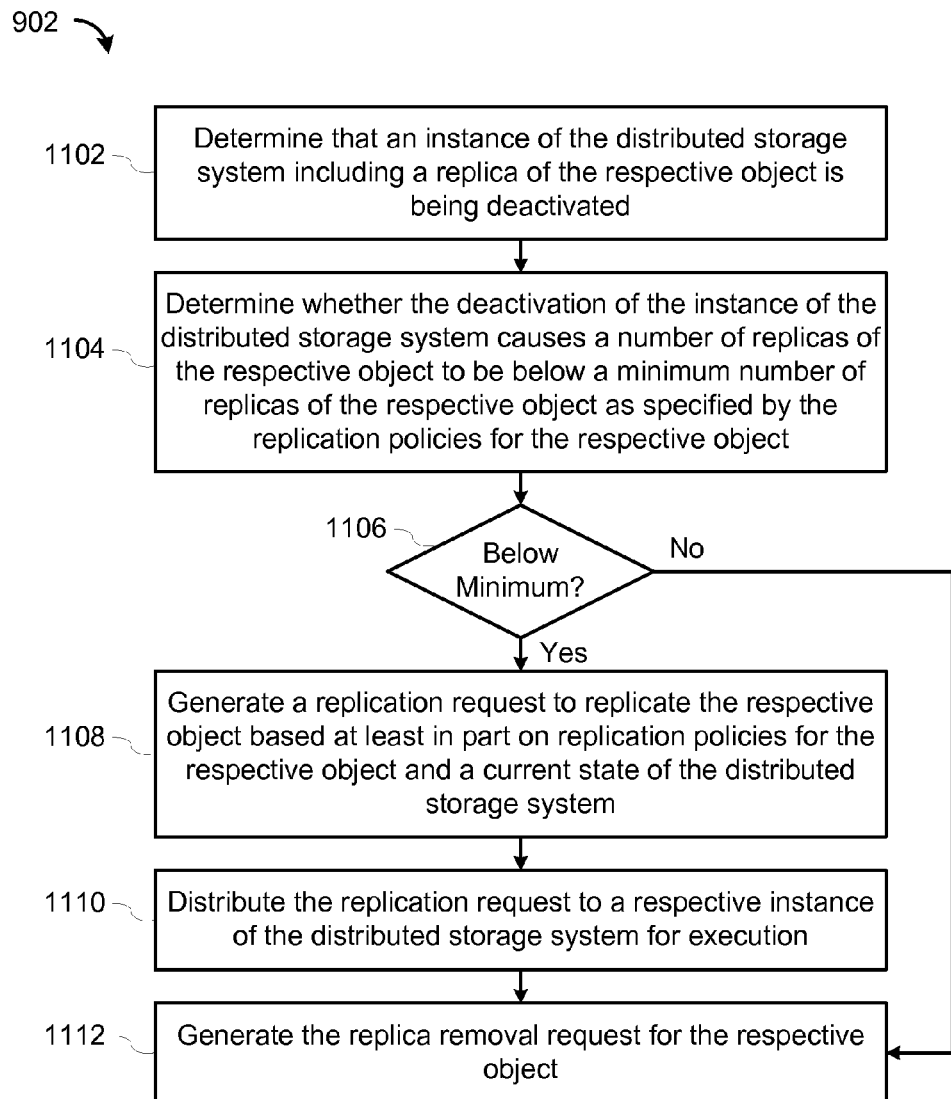 902
1102
Determine that an instance of the distributed storage
system including a replica of the respective object is
being deactivated
1104
Determine whether the deactivation of the instance of the
distributed storage system causes a number of replicas of
the respective object to be below a minimum number of
replicas of the respective object as specified by the
replication policies for the respective object
1106
Below
Minimum?
No
Yes
1108
Generate a replication request to replicate the respective
object based at least in part on replication policies for the
respective object and a current state of the distributed
storage system
1110
Distribute the replication request to a respective instance
of the distributed storage system for execution
1112
Generate the replica removal request for the respective
object